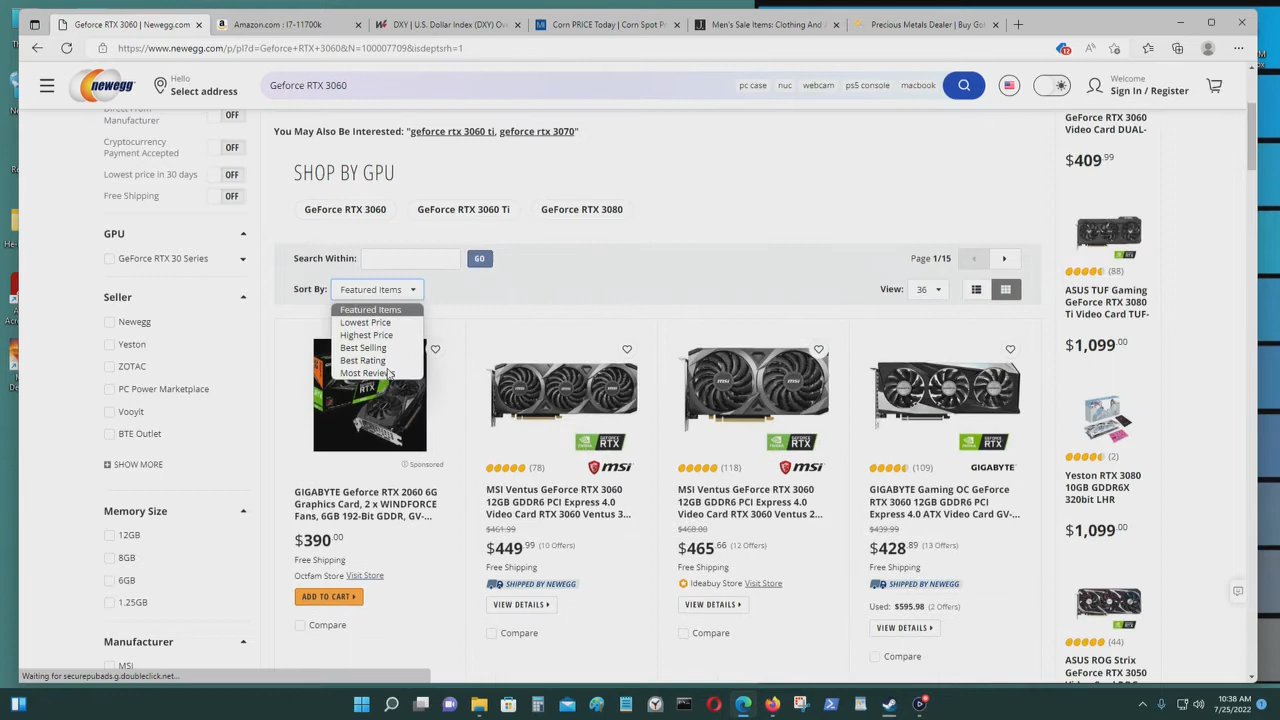 Geforce RTX 3060 | Newegg.com
Amazon.com : I7-11700k
DXY | U.S. Dollar Index (DXY) Ove
Corn PRICE Today | Corn Spot P
Men's Sale Items: Clothing And A
Precious Metals Dealer | Buy Gol
https://www.newegg.com/p/pl?d=Geforce+RTX+3060&N=100007709&isdeptsrh=1
12
newegg
Hello
Select address
Geforce RTX 3060
pc case
nuc
webcam
ps5 console
macbook
Welcome
Sign In / Register
Direct From
Manufacturer
OFF
Cryptocurrency
Payment Accepted
OFF
Lowest price in 30 days
OFF
Free Shipping
OFF
GPU
GeForce RTX 30 Series
Seller
Newegg
Yeston
ZOTAC
PC Power Marketplace
Vooyit
BTE Outlet
SHOW MORE
Memory Size
12GB
8GB
6GB
1.25GB
Manufacturer
MSI
You May Also Be Interested: "geforce rtx 3060 ti, geforce rtx 3070"
SHOP BY GPU
GeForce RTX 3060
GeForce RTX 3060 Ti
GeForce RTX 3080
Search Within:
GO
Page 1/15
Sort By:
Featured Items
View:
36
Featured Items
Lowest Price
Highest Price
Best Selling
Best Rating
Most Reviews
RTX
Sponsored
GIGABYTE Geforce RTX 2060 6G
Graphics Card, 2 x WINDFORCE
Fans, 6GB 192-Bit GDDR, GV-...
$390.00
Free Shipping
Octfam Store Visit Store
ADD TO CART
Compare
GEFORCE RTX
(78)
msi
MSI Ventus GeForce RTX 3060
12GB GDDR6 PCI Express 4.0
Video Card RTX 3060 Ventus 3...
$461.99
$449.99 (10 Offers)
Free Shipping
SHIPPED BY NEWEGG
VIEW DETAILS
Compare
GEFORCE RTX
(118)
msi
MSI Ventus GeForce RTX 3060
12GB GDDR6 PCI Express 4.0
Video Card RTX 3060 Ventus 2...
$468.00
$465.66 (12 Offers)
Free Shipping
Ideabuy Store Visit Store
VIEW DETAILS
Compare
GEFORCE RTX
(109)
GIGABYTE
GIGABYTE Gaming OC GeForce
RTX 3060 12GB GDDR6 PCI
Express 4.0 ATX Video Card GV-...
$439.99
$428.89 (13 Offers)
Free Shipping
SHIPPED BY NEWEGG
Used: $595.98 (2 Offers)
VIEW DETAILS
Compare
GeForce RTX
3060
Video Card DUAL-
$409.99
(88)
ASUS TUF Gaming
GeForce RTX 3080
Ti Video Card TUF-
$1,099.00
(2)
Yeston RTX 3080
10GB GDDR6X
320bit LHR
$1,099.00
(44)
ASUS ROG Strix
GeForce RTX 3050
Waiting for securepubads.g.doubleclick.net...
10:38 AM
7/25/2022